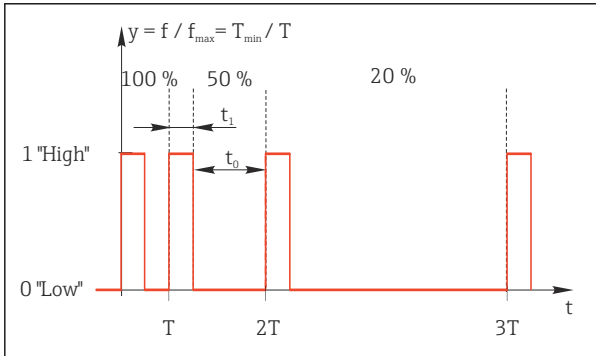 y = f / fmax = Tmin / T
100 % 50 % 20 %
t1
1 "High"
t0
0 "Low"
t
T 2T 3T